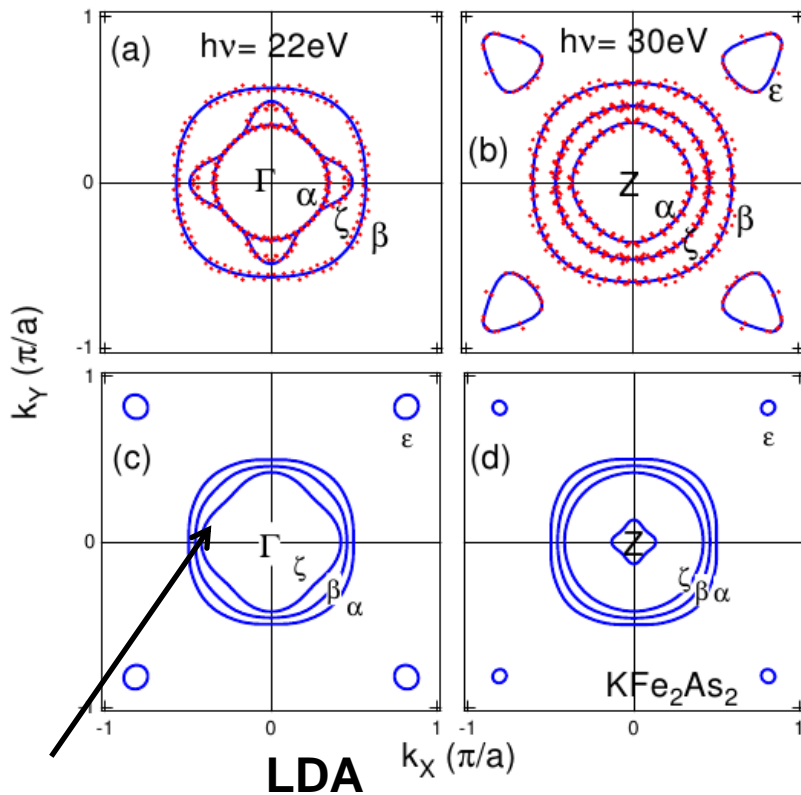 (a)
hν= 22eV
Γ
α
ζ
β
hν= 30eV
(b)
ε
Z
α
ζ
β
1
0
-1
k_Y (π/a)
(c)
Γ
ε
ζ
β
α
(d)
Z
ε
ζ
β
α
KFe₂As₂
1
0
-1
-1
0
1
-1
0
1
k_X (π/a)
LDA